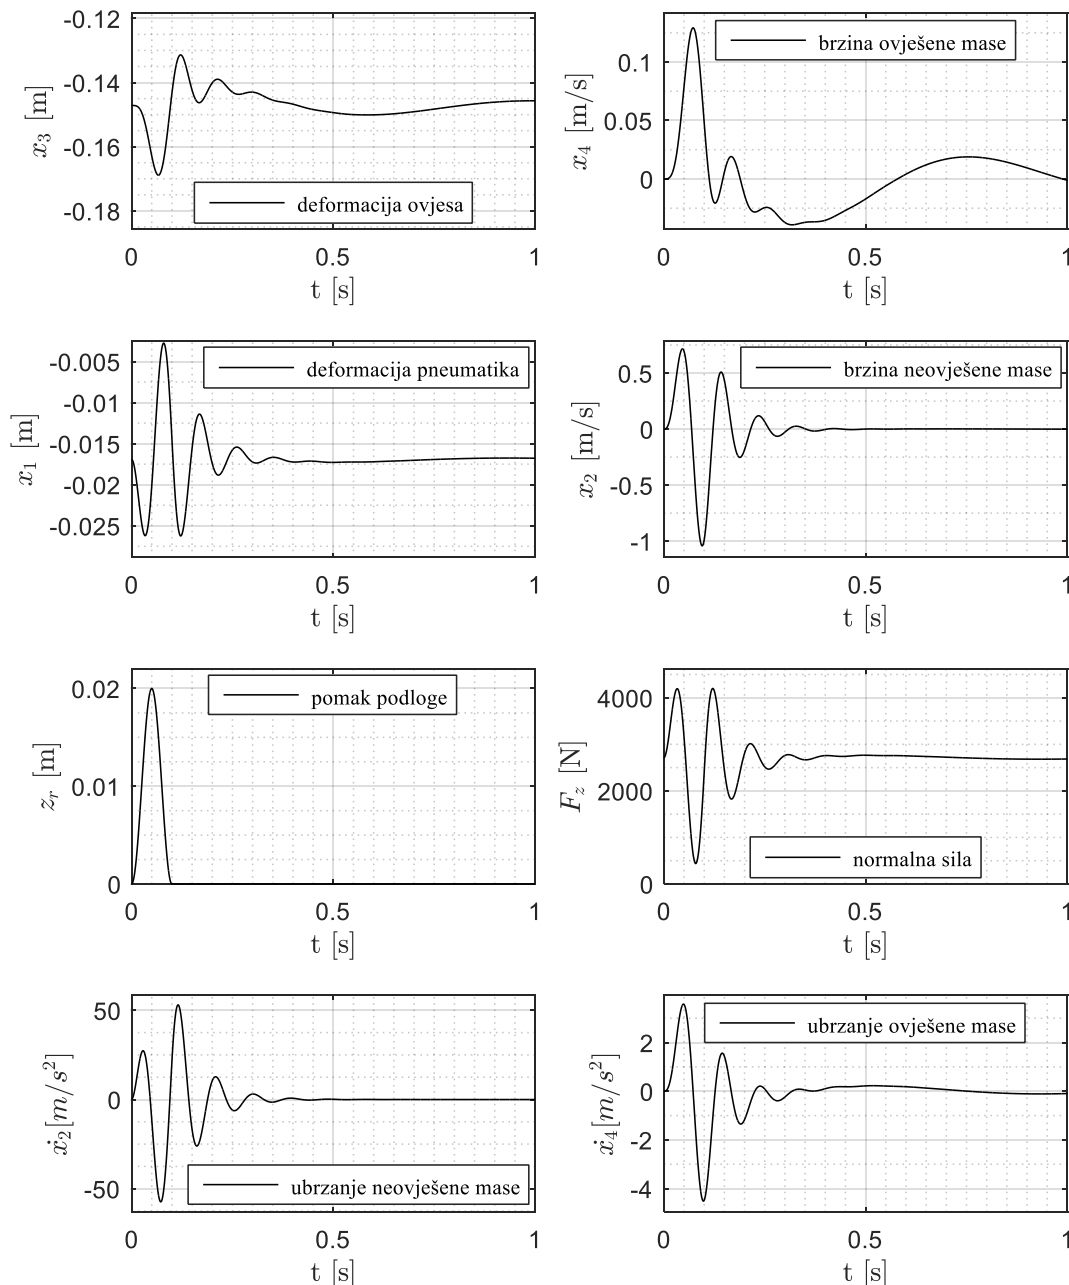 -0.12
-0.14
-0.16
-0.18
x₃ [m]
deformacija ovjesa
0 0.5 1
t [s]
0.1
0.05
0
x₄ [m/s]
brzina ovješene mase
0 0.5 1
t [s]
-0.005
-0.01
-0.015
-0.02
-0.025
x₁ [m]
deformacija pneumatika
0 0.5 1
t [s]
0.5
0
-0.5
-1
x₂ [m/s]
brzina neovješene mase
0 0.5 1
t [s]
0.02
0.01
0
z_r [m]
pomak podloge
0 0.5 1
t [s]
4000
2000
0
F_z [N]
normalna sila
0 0.5 1
t [s]
50
0
-50
ẋ₂[m/s²]
ubrzanje neovješene mase
0 0.5 1
t [s]
2
0
-2
-4
ẋ₄[m/s²]
ubrzanje ovješene mase
0 0.5 1
t [s]